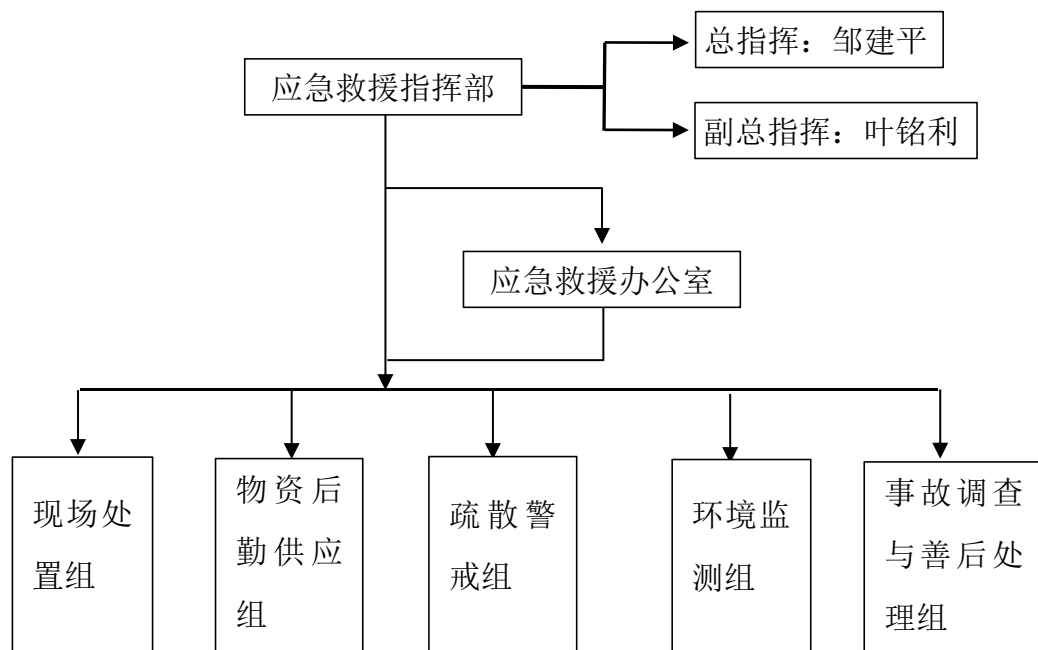 总指挥：邹建平
应急救援指挥部
副总指挥：叶铭利
应急救援办公室
现场处
置组
物资后
勤供应
组
疏散警
戒组
环境监
测组
事故调查
与善后处
理组